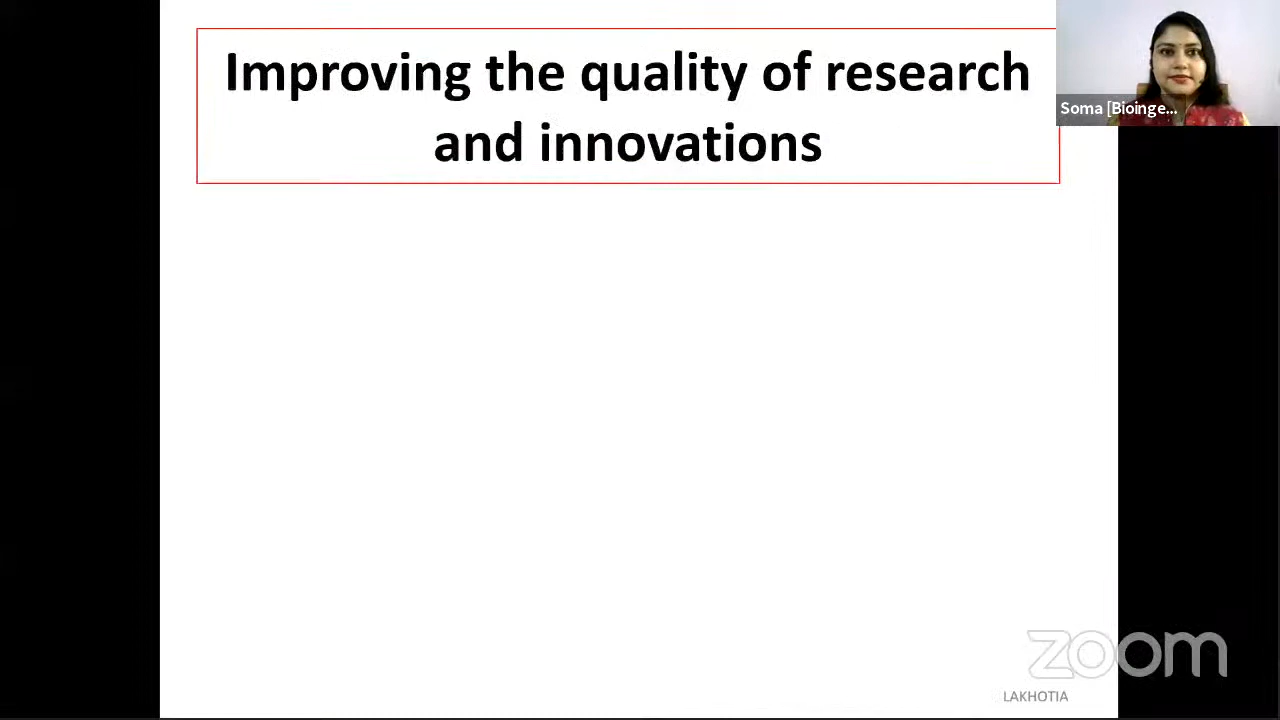 Improving the quality of research
and innovations
Soma [Bioinge...
zoom
LAKHOTIA